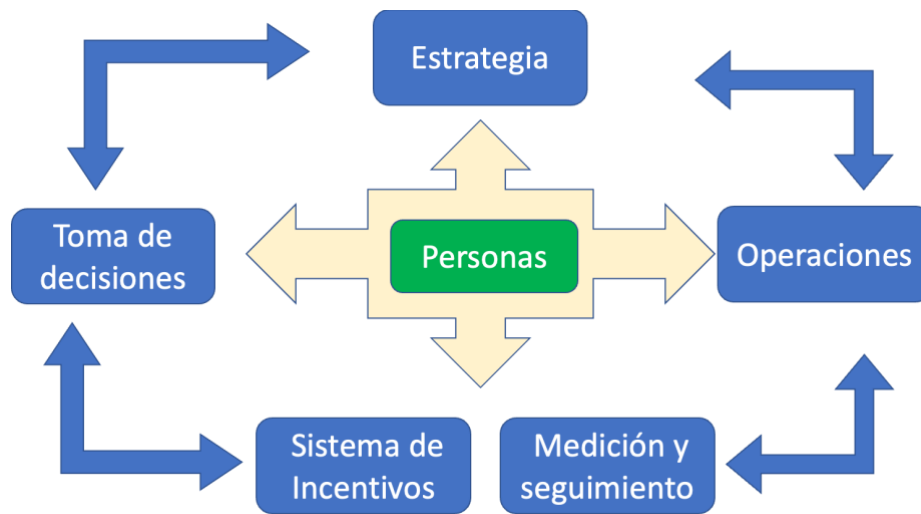 Estrategia
Toma de
decisiones
Personas
Operaciones
Sistema de
Incentivos
Medición y
seguimiento